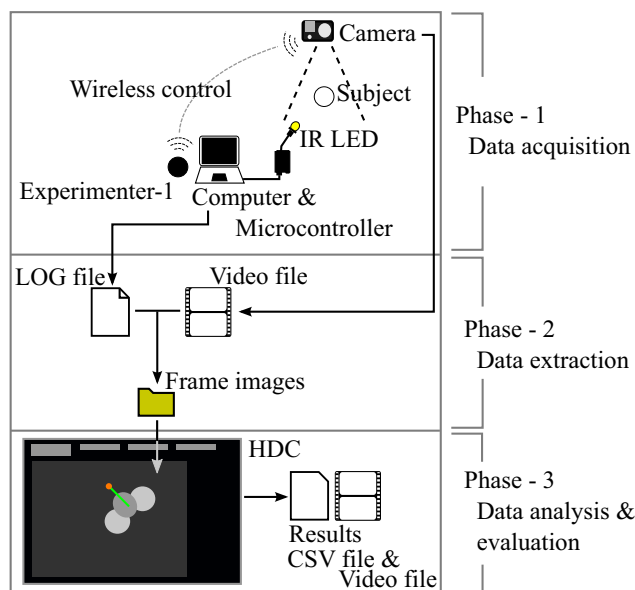 Camera
Wireless control
Subject
IR LED
Experimenter-1
Computer &
Microcontroller
Phase - 1
Data acquisition
LOG file
Video file
Frame images
Phase - 2
Data extraction
HDC
Results
CSV file &
Video file
Phase - 3
Data analysis &
evaluation